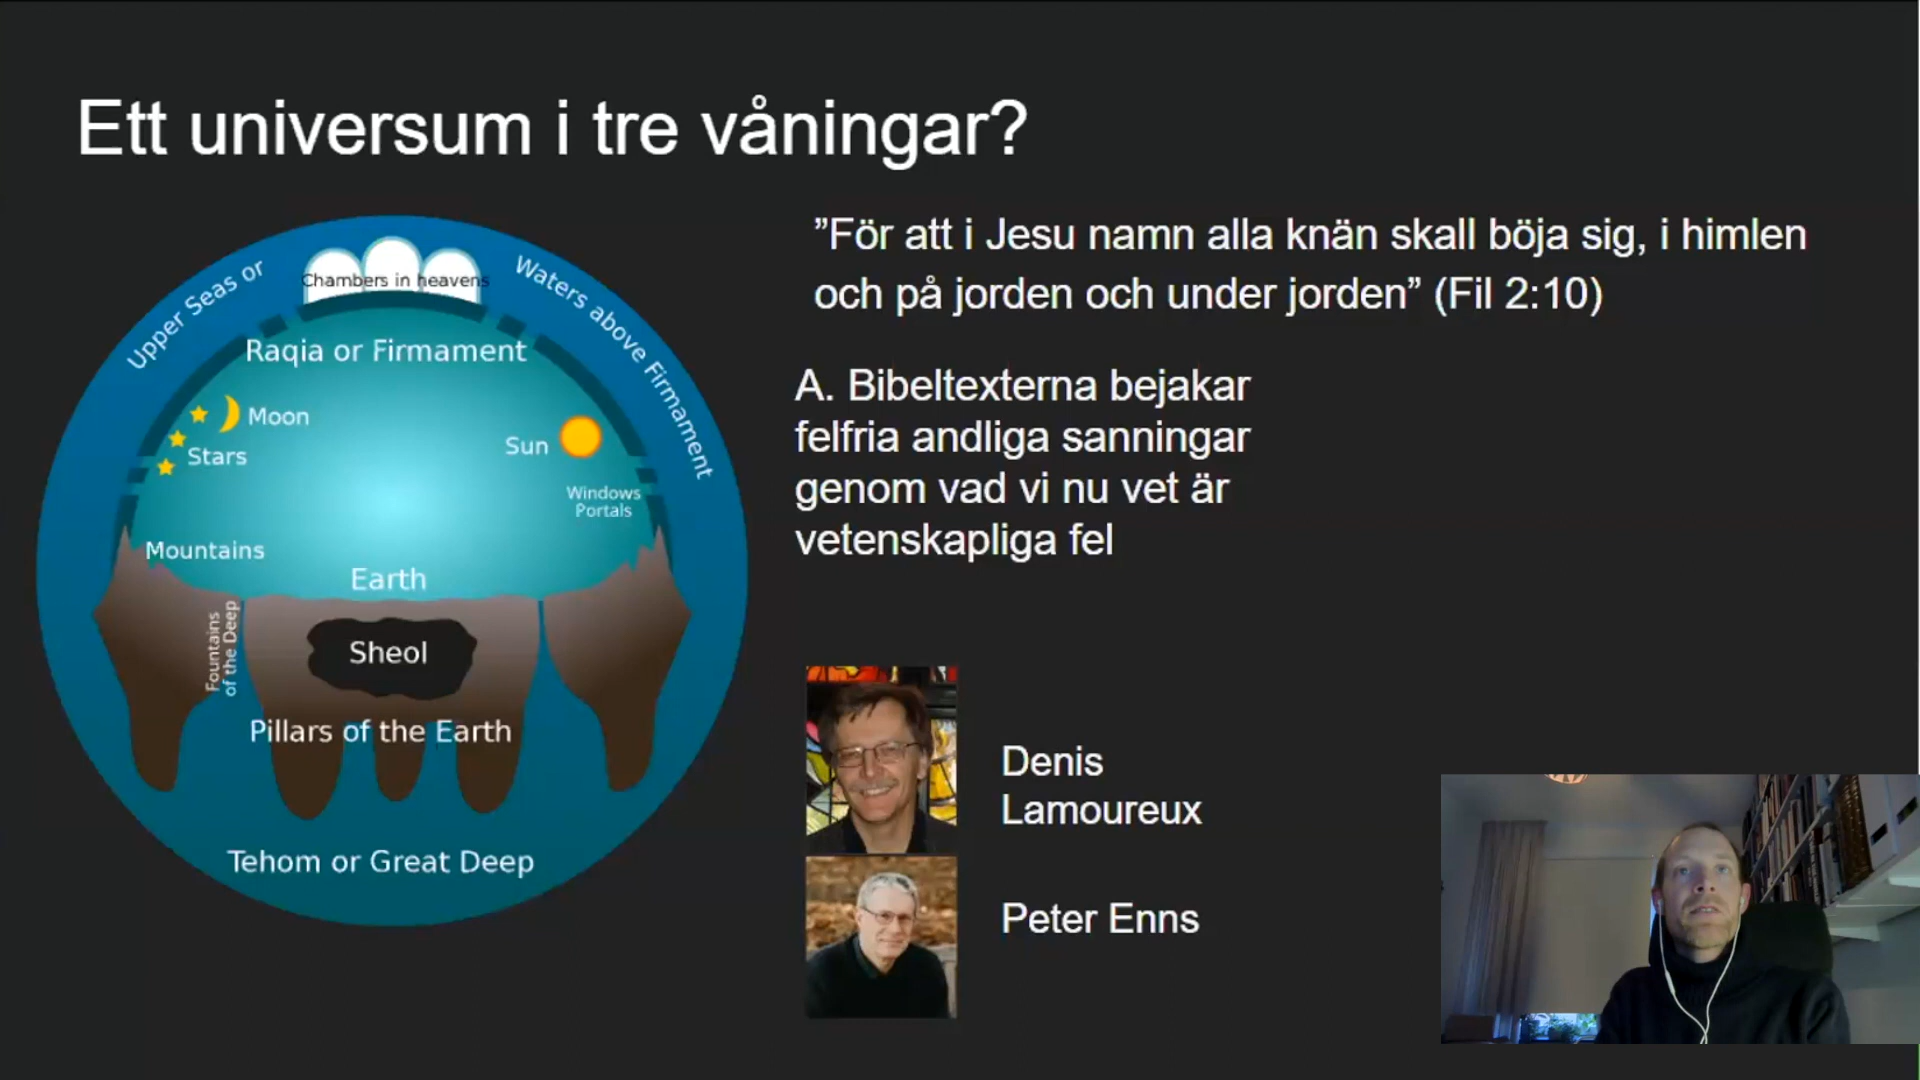 Ett universum i tre våningar?
”För att i Jesu namn alla knän skall böja sig, i himlen
och på jorden och under jorden” (Fil 2:10)
A. Bibeltexterna bejakar
felfria andliga sanningar
genom vad vi nu vet är
vetenskapliga fel
Upper Seas or
Waters above Firmament
Chambers in heavens
Raqia or Firmament
Moon
Stars
Sun
Windows
Portals
Mountains
Earth
Fountains
of the Deep
Sheol
Pillars of the Earth
Tehom or Great Deep
Denis
Lamoureux
Peter Enns